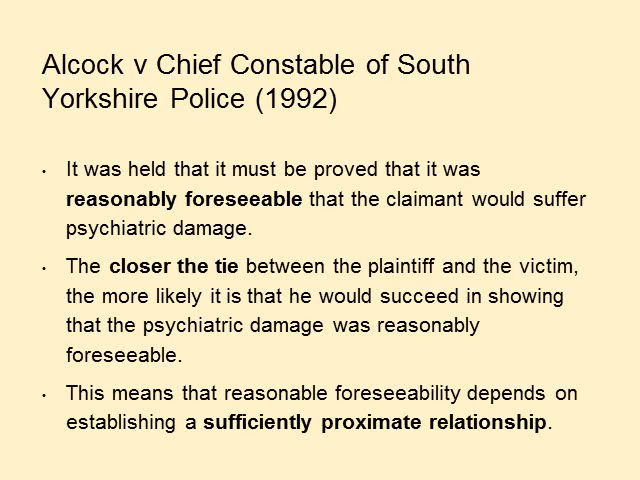 Alcock v Chief Constable of South
Yorkshire Police (1992)
• It was held that it must be proved that it was
reasonably foreseeable that the claimant would suffer
psychiatric damage.
• The closer the tie between the plaintiff and the victim,
the more likely it is that he would succeed in showing
that the psychiatric damage was reasonably
foreseeable.
• This means that reasonable foreseeability depends on
establishing a sufficiently proximate relationship.